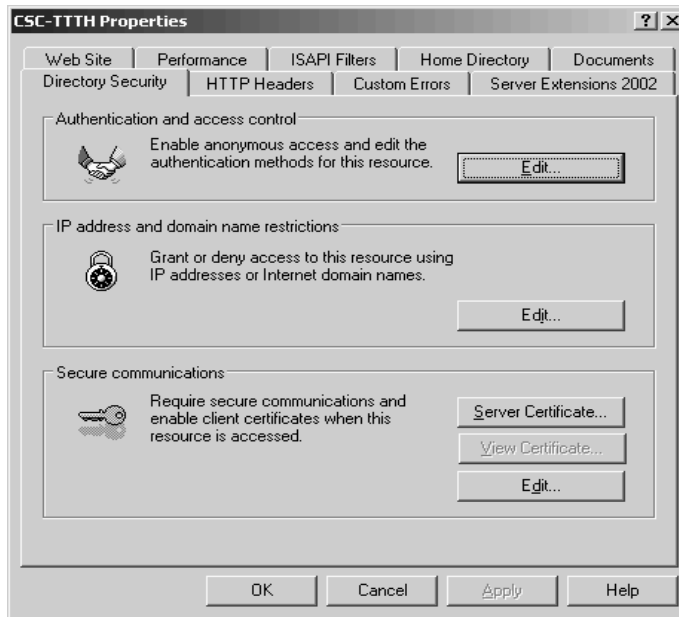 CSC-TTTH Properties
Web Site Performance ISAPI Filters Home Directory Documents
Directory Security HTTP Headers Custom Errors Server Extensions 2002
Authentication and access control
Enable anonymous access and edit the
authentication methods for this resource.
Edit...
IP address and domain name restrictions
Grant or deny access to this resource using
IP addresses or Internet domain names.
Edit...
Secure communications
Require secure communications and
enable client certificates when this
resource is accessed.
Server Certificate...
View Certificate...
Edit...
OK Cancel Apply Help